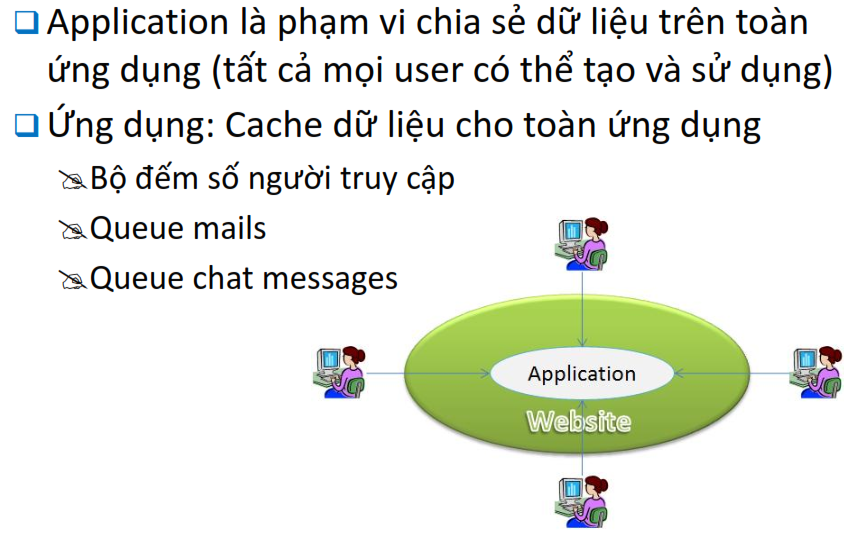 Application là phạm vi chia sẻ dữ liệu trên toàn
ứng dụng (tất cả mọi user có thể tạo và sử dụng)
Ứng dụng: Cache dữ liệu cho toàn ứng dụng
Bộ đếm số người truy cập
Queue mails
Queue chat messages
Application
Website